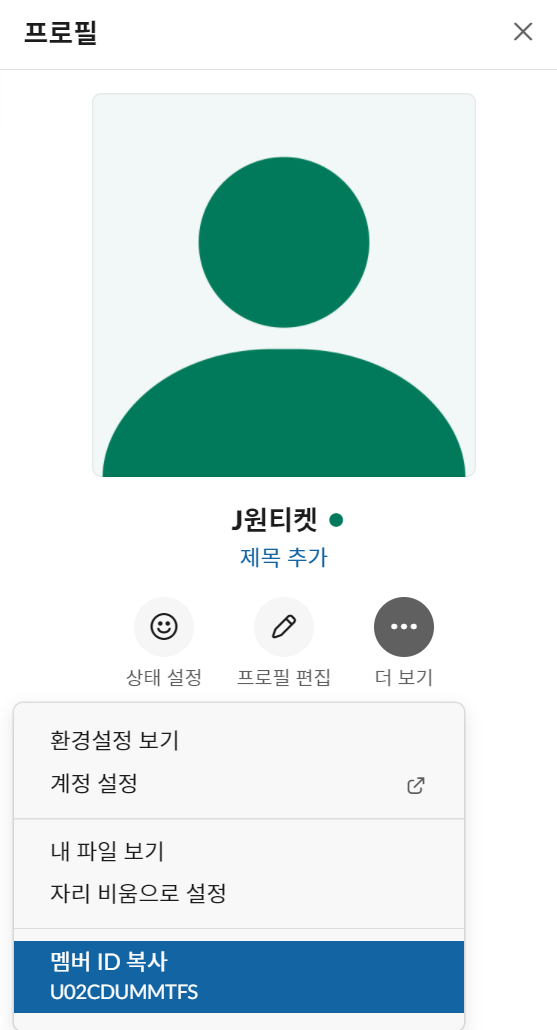 프로필
J원티켓
제목 추가
상태 설정
프로필 편집
더 보기
환경설정 보기
계정 설정
내 파일 보기
자리 비움으로 설정
멤버 ID 복사
U02CDUMMTFS